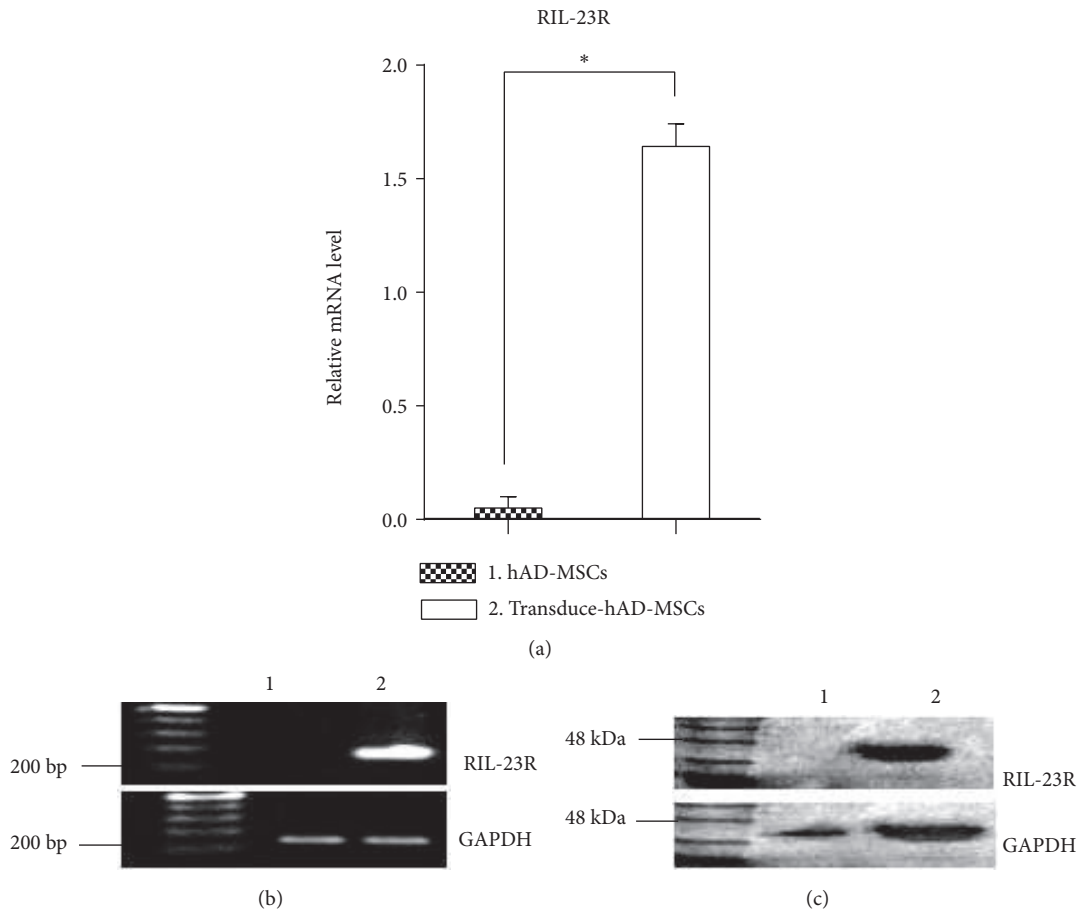 RIL-23R
*
2.0
1.5
1.0
0.5
0.0
Relative mRNA level
1. hAD-MSCs
2. Transduce-hAD-MSCs
(a)
1 2
200 bp
RIL-23R
200 bp
GAPDH
(b)
1 2
48 kDa
RIL-23R
48 kDa
GAPDH
(c)